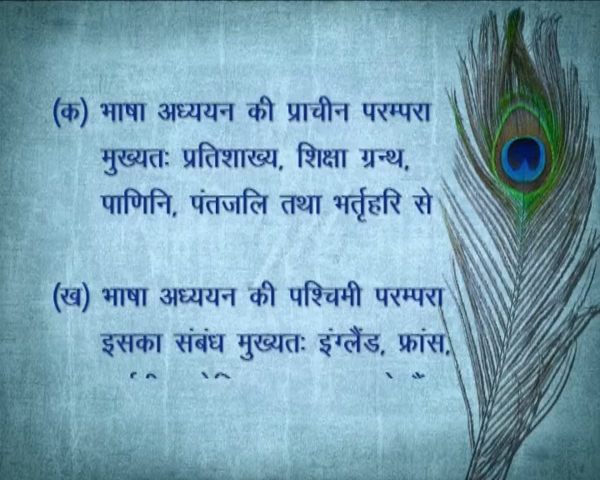 (क) भाषा अध्ययन की प्राचीन परम्परा
मुख्यतः प्रतिशाख्य, शिक्षा ग्रन्थ,
पाणिनि, पंतजलि तथा भर्तृहरि से
(ख) भाषा अध्ययन की पश्चिमी परम्परा
इसका संबंध मुख्यतः इंग्लैंड, फ्रांस,